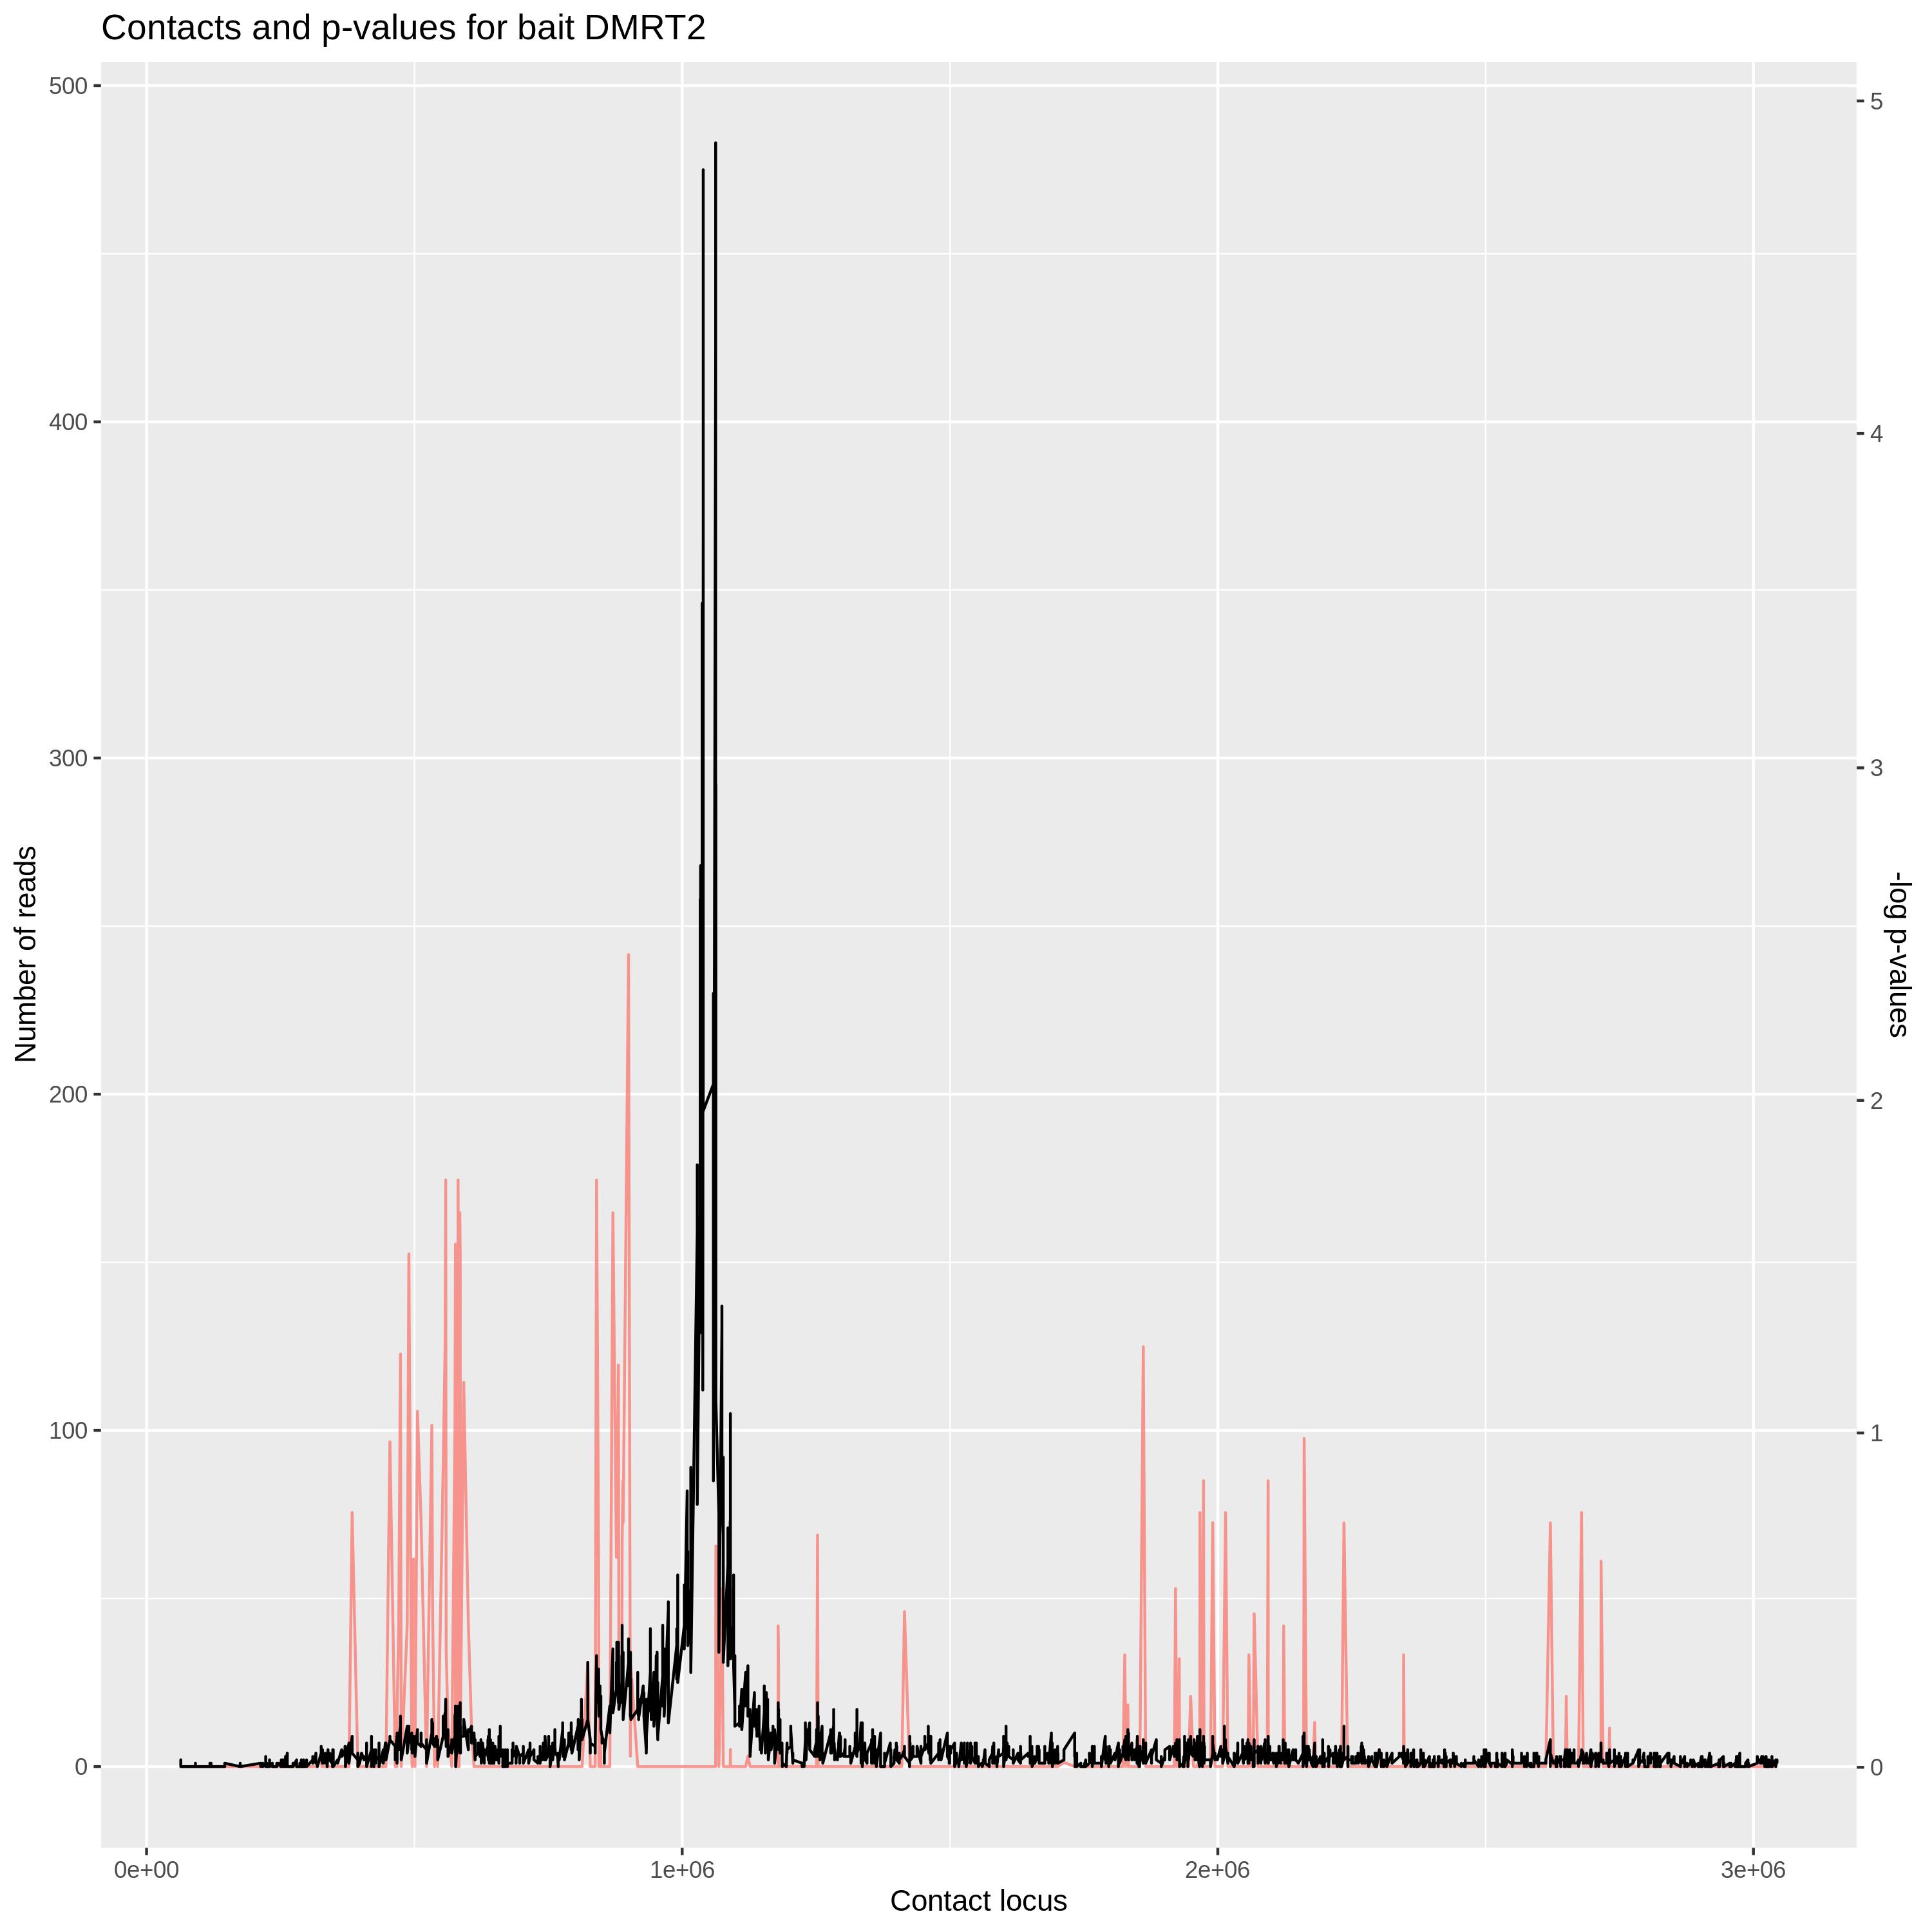 Contacts and p-values for bait DMRT2
500
400
300
200
100
0
5
4
3
2
1
0
Number of reads
-log p-values
0e+00
1e+06
2e+06
3e+06
Contact locus